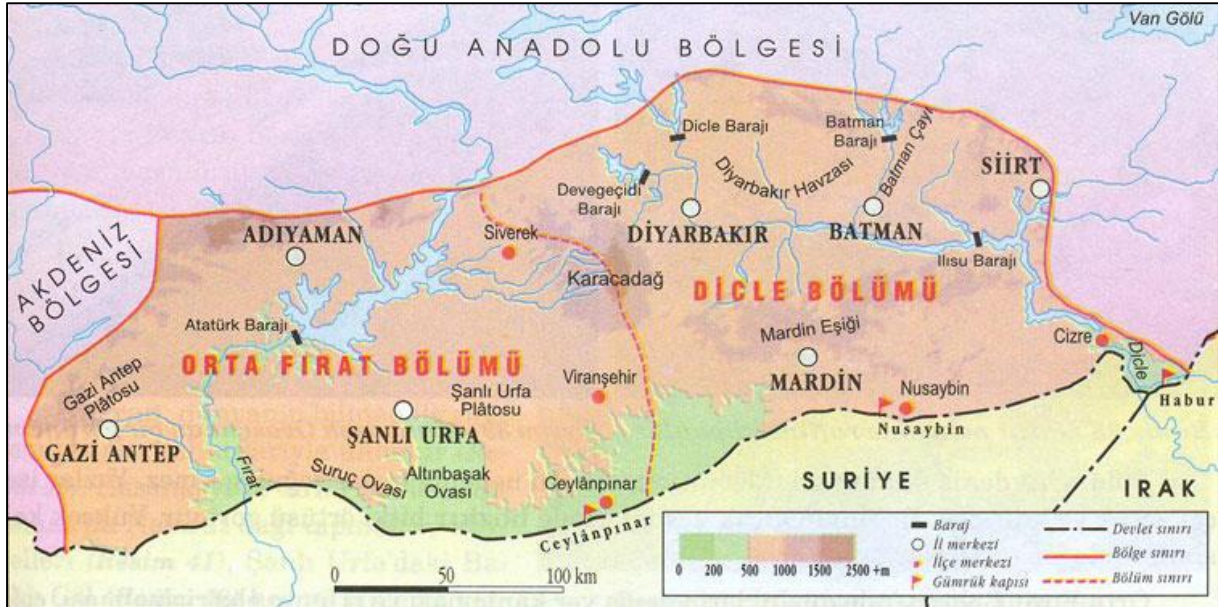 Van Gölü
DOĞU ANADOLU BÖLGESİ
AKDENİZ
BÖLGESİ
Dicle Barajı
Batman
Barajı
Batman Çayı
Diyarbakır Havzası
SİİRT
Devegeçidi
Barajı
ADIYAMAN
Siverek
DİYARBAKIR
BATMAN
Ilısu Barajı
Karacadağ
DİCLE BÖLÜMÜ
Atatürk Barajı
ORTA FIRAT BÖLÜMÜ
Mardin Eşiği
Cizre
Dicle
Gazi Antep
Plâtosu
Viranşehir
Şanlı Urfa
Plâtosu
MARDİN
Nusaybin
Habur
GAZİ ANTEP
ŞANLI URFA
Nusaybin
Fırat
Suruç Ovası
Altınbaşak
Ovası
Ceylânpınar
Ceylânpınar
SURİYE
IRAK
0 50 100 km
0 200 500 1000 1500 2500 +m
Baraj
İl merkezi
İlçe merkezi
Gümrük kapısı
Devlet sınırı
Bölge sınırı
Bölüm sınırı